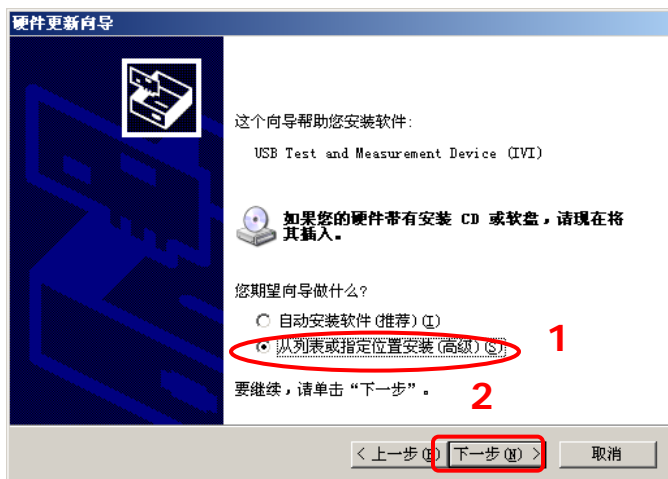 硬件更新向导
这个向导帮助您安装软件:
USB Test and Measurement Device (IVI)
如果您的硬件带有安装 CD 或软盘，请现在将
其插入。
您期望向导做什么?
自动安装软件(推荐)(I)
从列表或指定位置安装(高级)(S)
1
要继续，请单击“下一步”。
2
< 上一步(B) 下一步(N) > 取消